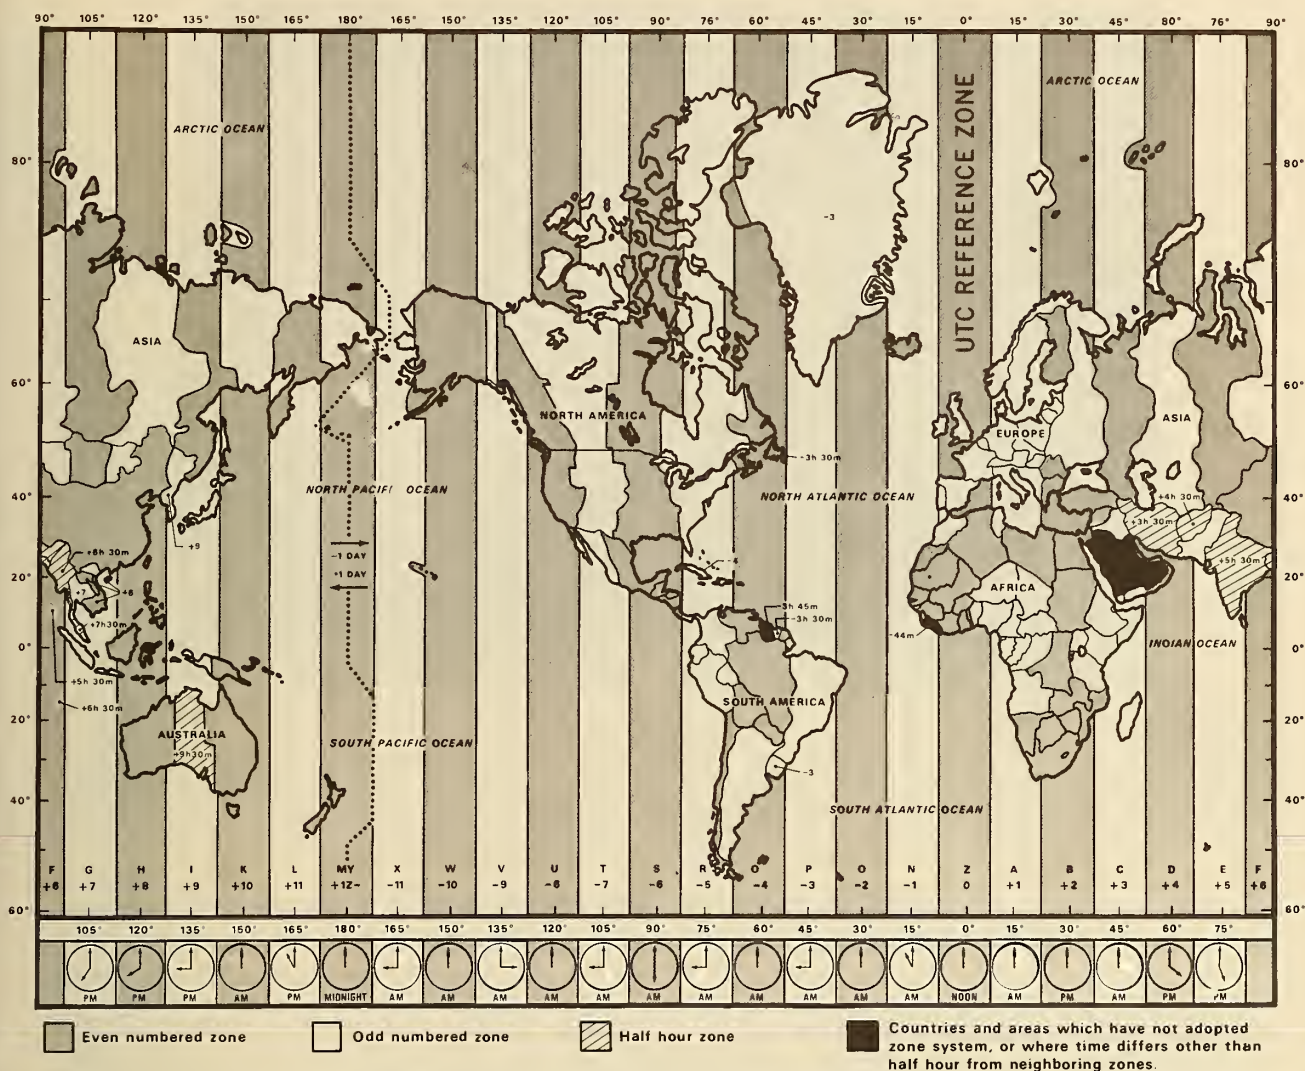 90° 105° 120° 135° 150° 165° 180° 165° 150° 135° 120° 105° 90° 75° 60° 45° 30° 15° 0° 15° 30° 45° 60° 75° 90°
ARCTIC OCEAN
ARCTIC OCEAN
UTC REFERENCE ZONE
80° 80°
-3
ASIA
60° 60°
NORTH AMERICA
EUROPE
ASIA
-3h 30m
40° 40°
NORTH PACIFI OCEAN
NORTH ATLANTIC OCEAN
+4h 30m
+3h 30m
+9
-1 DAY
+6h 30m
+5h 30m
+1 DAY
-4
20° 20°
+7
+8
AFRICA
3h 45m
-3h 30m
+7h30m
-44m
0° 0°
INDIAN OCEAN
+5h 30m
+6h 30m
SOUTH AMERICA
20° 20°
AUSTRALIA
SOUTH PACIFIC OCEAN
+9h30m
-3
40° 40°
SOUTH ATLANTIC OCEAN
F G H I K L MY X W V U T S R Q P O N Z A B C D E F
+6 +7 +8 +9 +10 +11 +12- -11 -10 -9 -8 -7 -6 -5 -4 -3 -2 -1 0 +1 +2 +3 +4 +5 +6
60° 60°
105° 120° 135° 150° 165° 180° 165° 150° 135° 120° 105° 90° 75° 60° 45° 30° 15° 0° 15° 30° 45° 60° 75°
PM PM PM AM PM MIDNIGHT AM AM AM AM AM AM AM AM AM AM AM NOON AM PM AM PM PM
Even numbered zone
Odd numbered zone
Half hour zone
Countries and areas which have not adopted
zone system, or where time differs other than
half hour from neighboring zones.